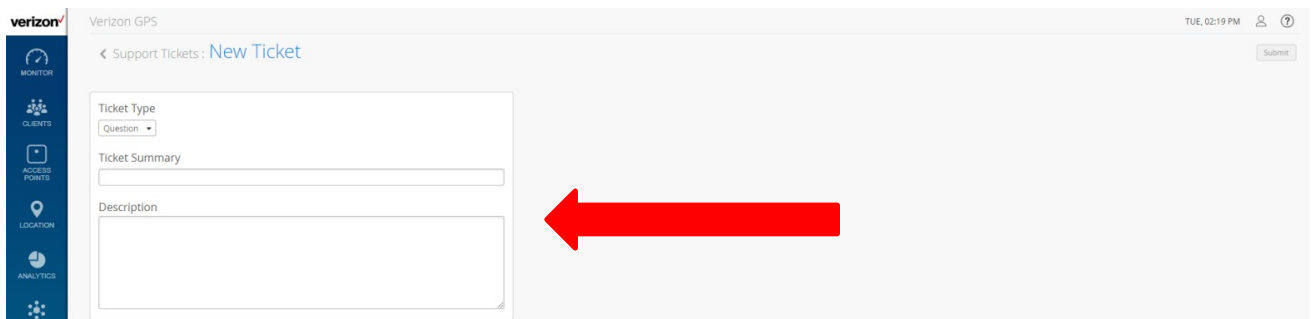 verizon✓
Verizon GPS
TUE, 02:19 PM
Support Tickets : New Ticket
Submit
MONITOR
CLIENTS
ACCESS
POINTS
LOCATION
ANALYTICS
Ticket Type
Question
Ticket Summary
Description